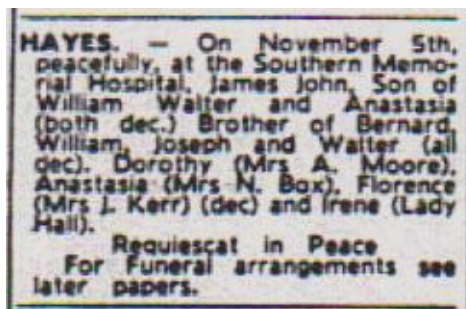 HAYES. — On November 5th,
peacefully, at the Southern Memo-
rial Hospital, James John, Son of
William Walter and Anastasia
(both dec.) Brother of Bernard,
William, Joseph and Walter (all
dec). Dorothy (Mrs A. Moore),
Anastasia (Mrs N. Box), Florence
(Mrs J. Kerr) (dec) and Irene (Lady
Hall).
Requiescat in Peace
For Funeral arrangements see
later papers.